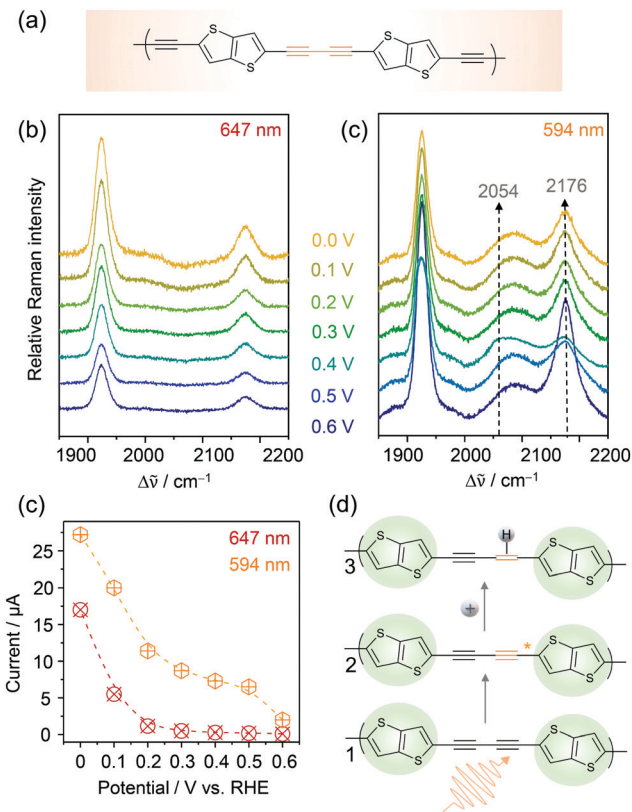 (a)
S
S
S
S
(b)
647 nm
(c)
594 nm
2054
2176
Relative Raman intensity
0.0 V
0.1 V
0.2 V
0.3 V
0.4 V
0.5 V
0.6 V
1900 2000 2100 2200
Δν̃ / cm⁻¹
1900 2000 2100 2200
Δν̃ / cm⁻¹
(c)
647 nm
594 nm
Current / µA
25
20
15
10
5
0
0 0.1 0.2 0.3 0.4 0.5 0.6
Potential / V vs. RHE
(d)
H
S
S
S
S
3
+
S
S
*
S
S
2
S
S
S
S
1